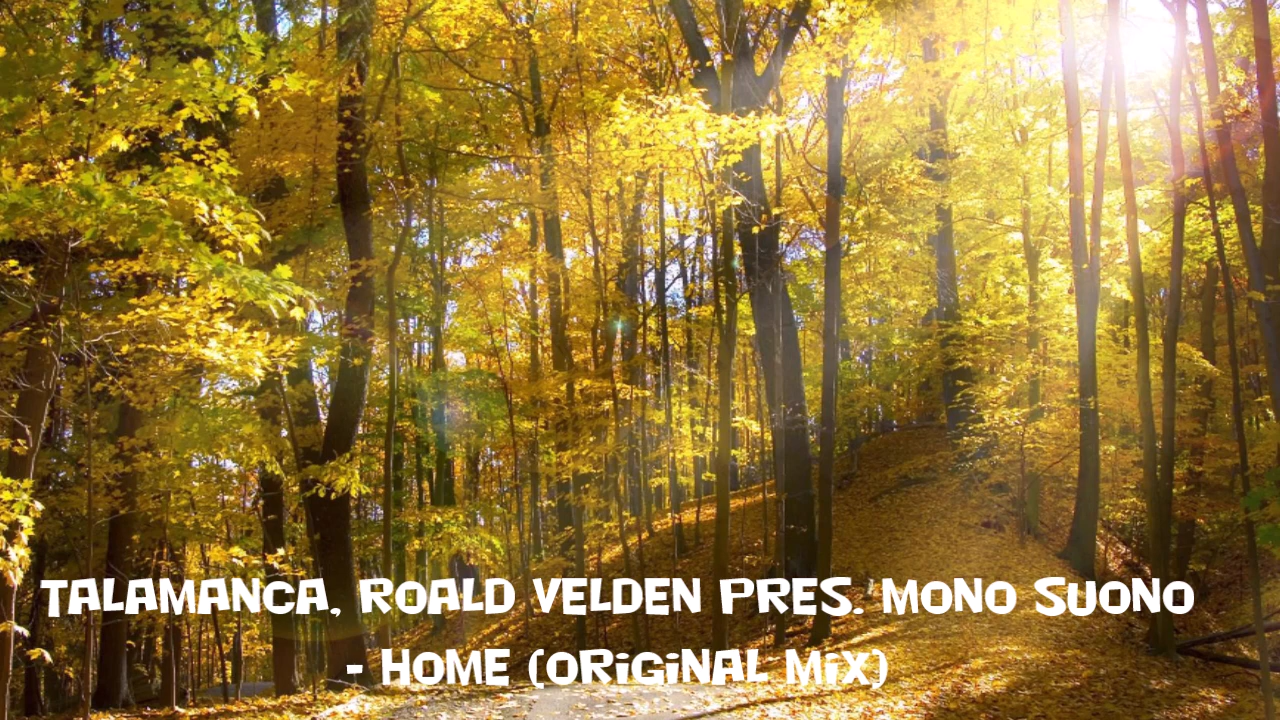 TALAMANCA, ROALD VELDEN PRES. MONO SUONO
- HOME (ORiGiNAL MiX)